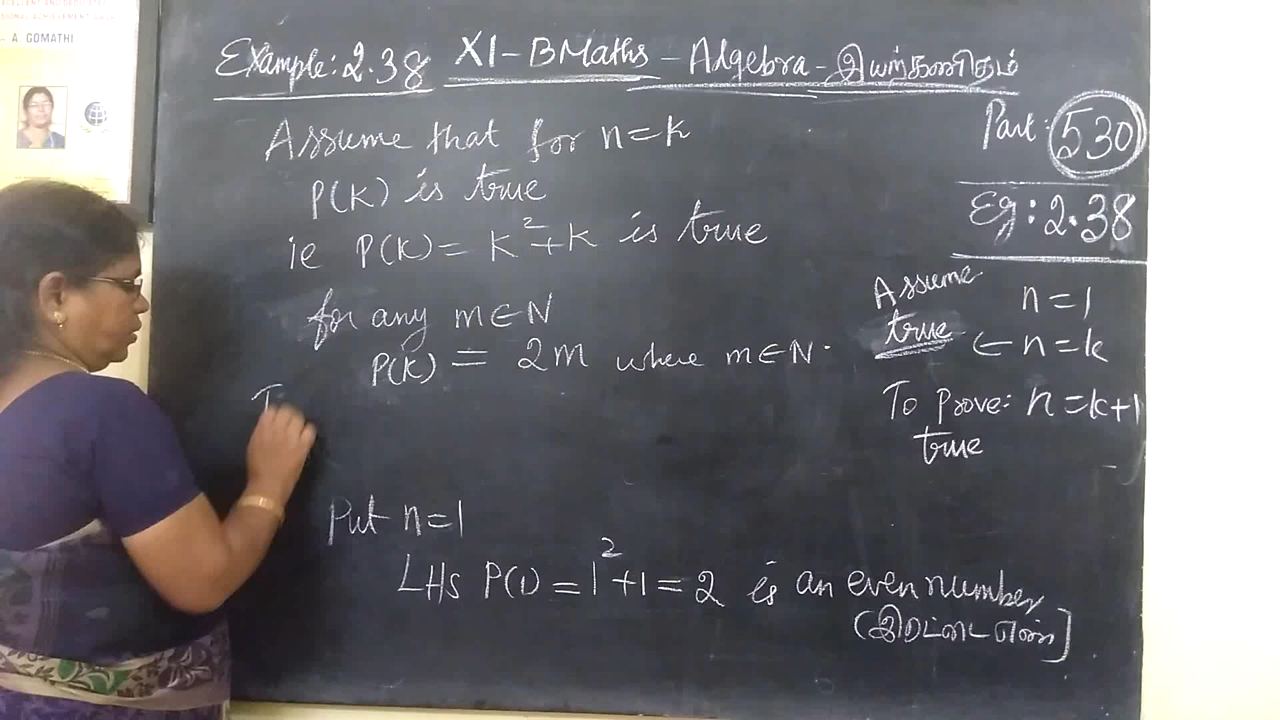 - A GOMATHI
Example: 2.38 XI-BMaths - Algebra - இயற்கணிதம்
Part: 530
Eg: 2.38
Assume that for n=k
P(K) is true
ie P(K) = K²+K is true
for any m∈N
P(K) = 2m where m∈N.
T
Assume n=1
true ← n=k
To Prove: n=k+1
true
Put n=1
LHS P(1) = 1²+1=2 is an even number
(இரட்டை எண்]